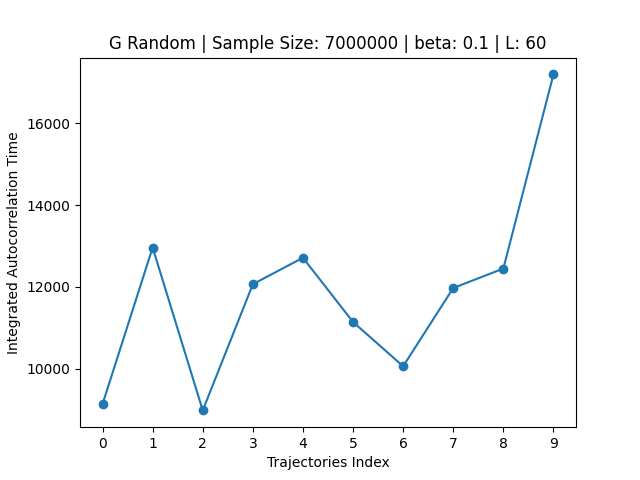 G Random | Sample Size: 7000000 | beta: 0.1 | L: 60
Integrated Autocorrelation Time
16000
14000
12000
10000
0 1 2 3 4 5 6 7 8 9
Trajectories Index